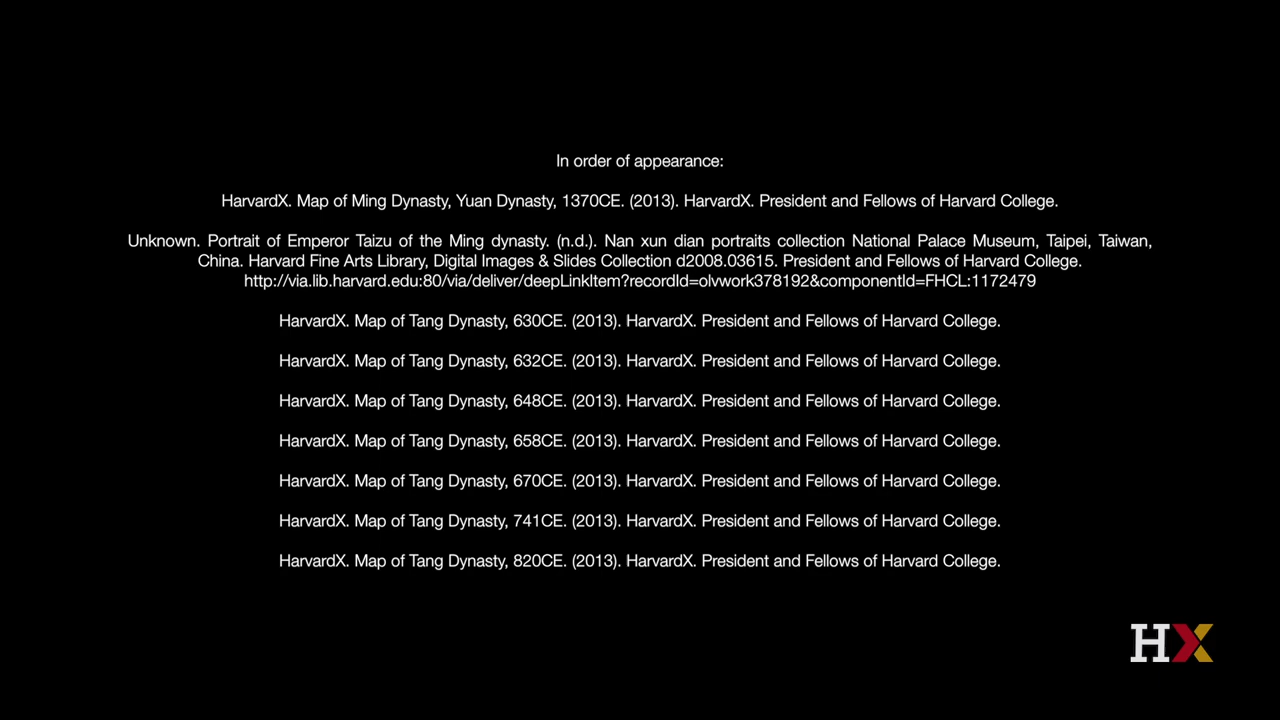 In order of appearance:
HarvardX. Map of Ming Dynasty, Yuan Dynasty, 1370CE. (2013). HarvardX. President and Fellows of Harvard College.
Unknown. Portrait of Emperor Taizu of the Ming dynasty. (n.d.). Nan xun dian portraits collection National Palace Museum, Taipei, Taiwan,
China. Harvard Fine Arts Library, Digital Images & Slides Collection d2008.03615. President and Fellows of Harvard College.
http://via.lib.harvard.edu:80/via/deliver/deepLinkItem?recordId=olvwork378192&componentId=FHCL:1172479
HarvardX. Map of Tang Dynasty, 630CE. (2013). HarvardX. President and Fellows of Harvard College.
HarvardX. Map of Tang Dynasty, 632CE. (2013). HarvardX. President and Fellows of Harvard College.
HarvardX. Map of Tang Dynasty, 648CE. (2013). HarvardX. President and Fellows of Harvard College.
HarvardX. Map of Tang Dynasty, 658CE. (2013). HarvardX. President and Fellows of Harvard College.
HarvardX. Map of Tang Dynasty, 670CE. (2013). HarvardX. President and Fellows of Harvard College.
HarvardX. Map of Tang Dynasty, 741CE. (2013). HarvardX. President and Fellows of Harvard College.
HarvardX. Map of Tang Dynasty, 820CE. (2013). HarvardX. President and Fellows of Harvard College.
HX